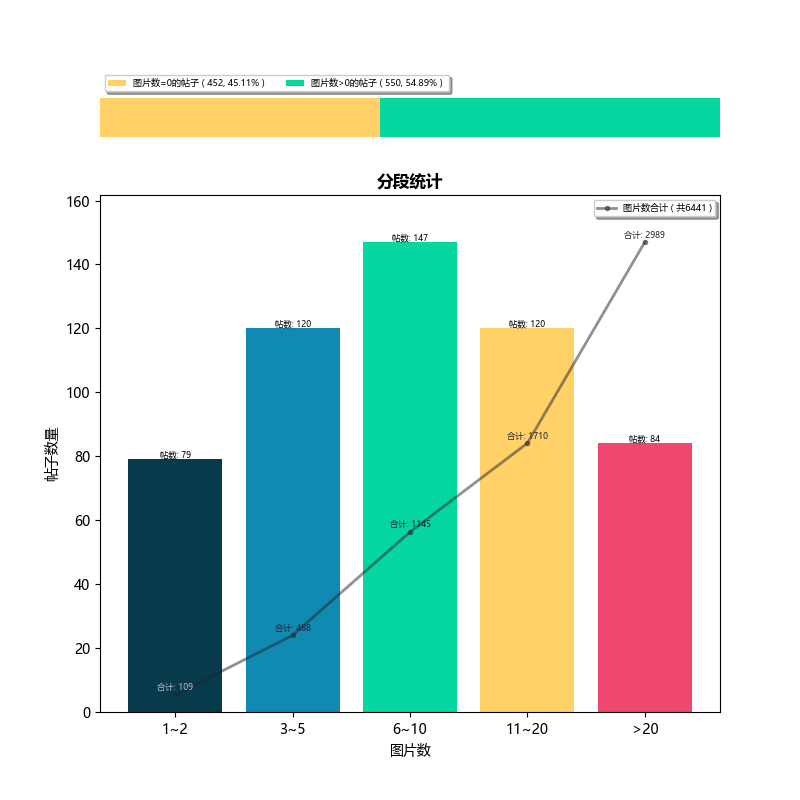 图片数=0的帖子 ( 452, 45.11% )
图片数>0的帖子 ( 550, 54.89% )
分段统计
图片数合计 ( 共6441 )
160
140
120
100
80
60
40
20
0
帖子数量
帖数: 79
帖数: 120
帖数: 147
帖数: 120
帖数: 84
合计: 109
合计: 488
合计: 1145
合计: 1710
合计: 2989
1~2
3~5
6~10
11~20
>20
图片数